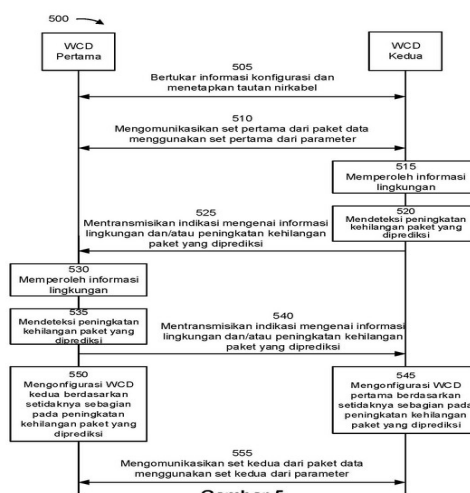 500
WCD
Pertama
WCD
Kedua
505
Bertukar informasi konfigurasi dan
menetapkan tautan nirkabel
510
Mengomunikasikan set pertama dari paket data
menggunakan set pertama dari parameter
515
Memperoleh informasi
lingkungan
520
Mendeteksi peningkatan
kehilangan paket yang
diprediksi
525
Mentransmisikan indikasi mengenai informasi
lingkungan dan/atau peningkatan kehilangan
paket yang diprediksi
530
Memperoleh informasi
lingkungan
535
Mendeteksi peningkatan
kehilangan paket yang
diprediksi
540
Mentransmisikan indikasi mengenai informasi
lingkungan dan/atau peningkatan kehilangan
paket yang diprediksi
550
Mengonfigurasi WCD
kedua berdasarkan
setidaknya sebagian
pada peningkatan
kehilangan paket yang
diprediksi
545
Mengonfigurasi WCD
pertama berdasarkan
setidaknya sebagian pada
peningkatan kehilangan
paket yang diprediksi
555
Mengomunikasikan set kedua dari paket data
menggunakan set kedua dari parameter
Gambar 5